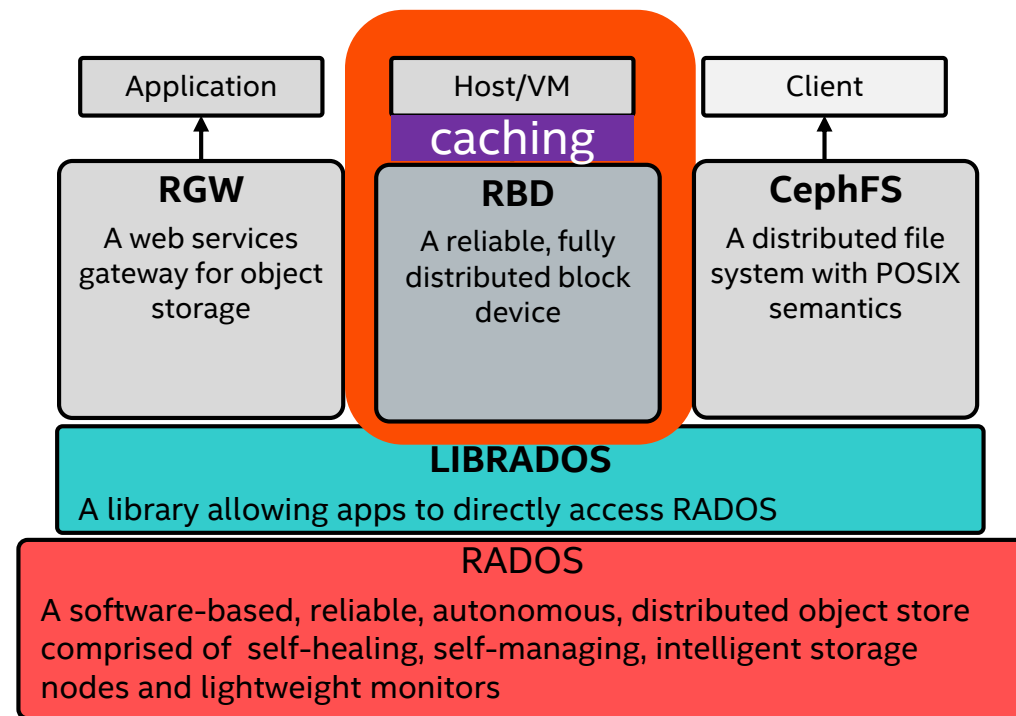 Application
Host/VM
Client
caching
RGW
A web services
gateway for object
storage
RBD
A reliable, fully
distributed block
device
CephFS
A distributed file
system with POSIX
semantics
LIBRADOS
A library allowing apps to directly access RADOS
RADOS
A software-based, reliable, autonomous, distributed object store
comprised of  self-healing, self-managing, intelligent storage
nodes and lightweight monitors